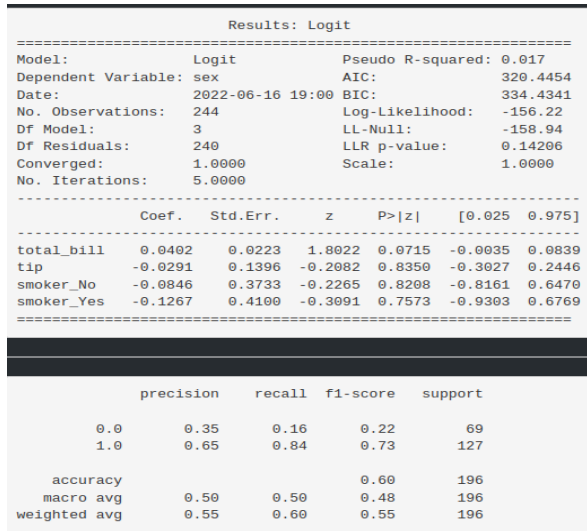 Results: Logit
=================================================================
Model: Logit Pseudo R-squared: 0.017
Dependent Variable: sex AIC: 320.4454
Date: 2022-06-16 19:00 BIC: 334.4341
No. Observations: 244 Log-Likelihood: -156.22
Df Model: 3 LL-Null: -158.94
Df Residuals: 240 LLR p-value: 0.14206
Converged: 1.0000 Scale: 1.0000
No. Iterations: 5.0000
-----------------------------------------------------------------
Coef. Std.Err. z P>|z| [0.025 0.975]
-----------------------------------------------------------------
total_bill 0.0402 0.0223 1.8022 0.0715 -0.0035 0.0839
tip -0.0291 0.1396 -0.2082 0.8350 -0.3027 0.2446
smoker_No -0.0846 0.3733 -0.2265 0.8208 -0.8161 0.6470
smoker_Yes -0.1267 0.4100 -0.3091 0.7573 -0.9303 0.6769
=================================================================
precision recall f1-score support
0.0 0.35 0.16 0.22 69
1.0 0.65 0.84 0.73 127
accuracy 0.60 196
macro avg 0.50 0.50 0.48 196
weighted avg 0.55 0.60 0.55 196